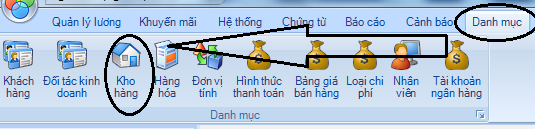 Quản lý lương Khuyến mãi Hệ thống Chứng từ Báo cáo Cảnh báo Danh mục
Khách hàng
Đối tác kinh doanh
Kho hàng
Hàng hóa
Đơn vị tính
Hình thức thanh toán
Bảng giá bán hàng
Loại chi phí
Nhân viên
Tài khoản ngân hàng
Danh mục